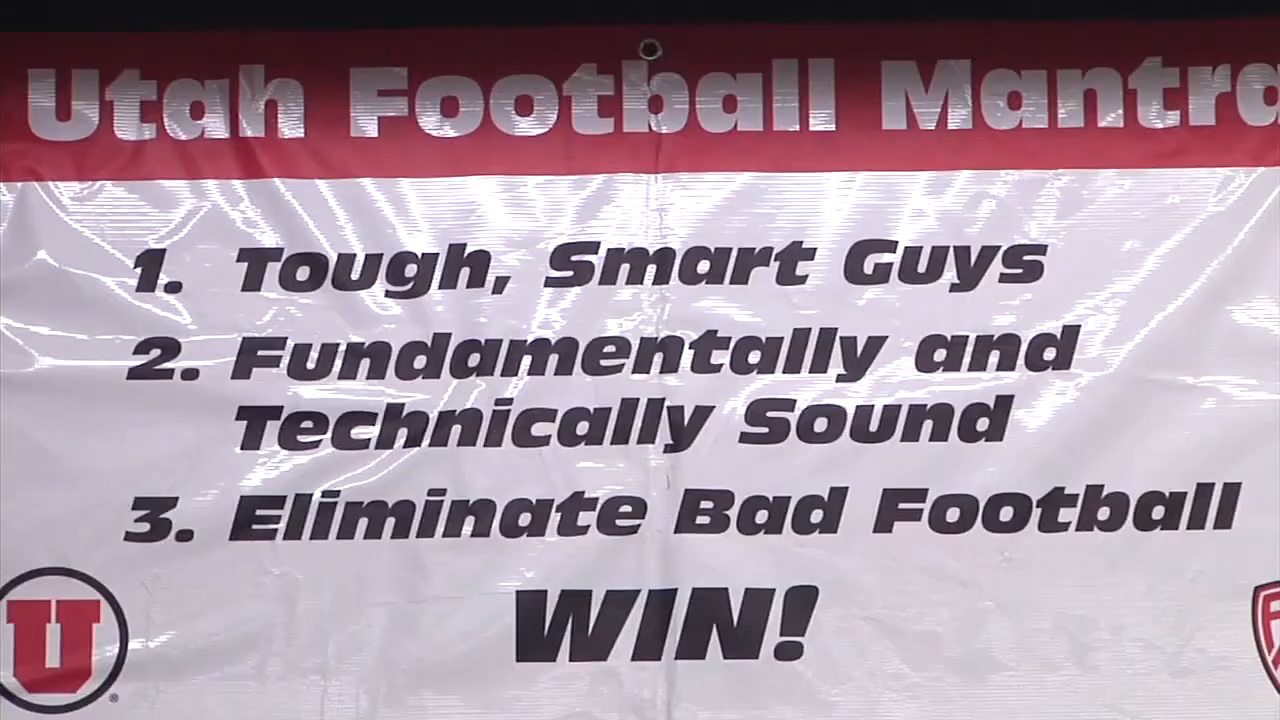 Utah Football Mantra
1. Tough, Smart Guys
2. Fundamentally and
Technically Sound
3. Eliminate Bad Football
WIN!
U